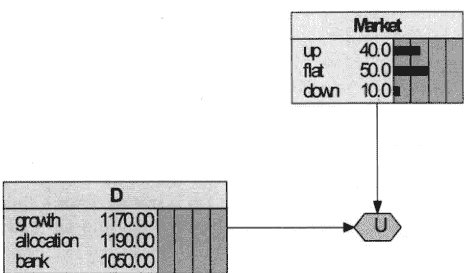 Market
up 40.0
flat 50.0
down 10.0
D
growth 1170.00
allocation 1190.00
bank 1050.00
U